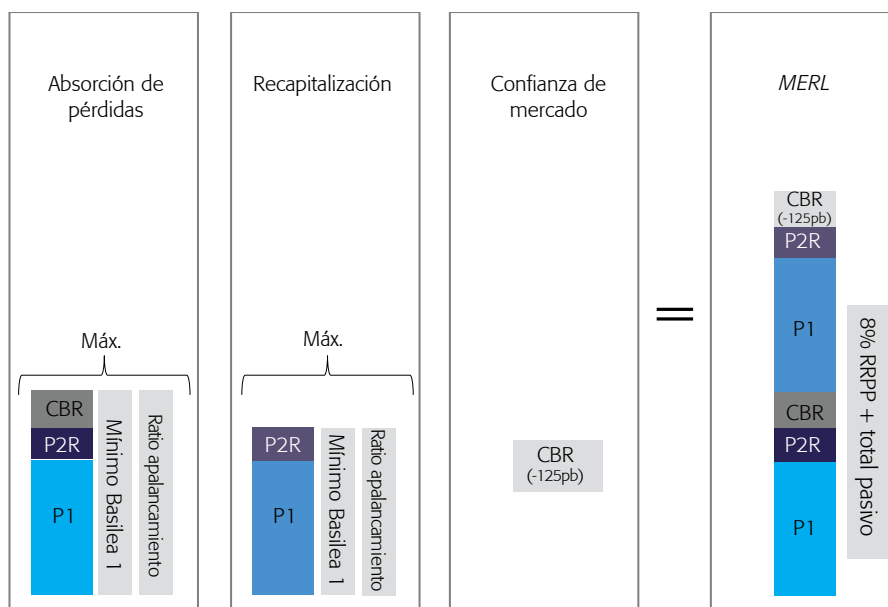 Absorción de
pérdidas
Máx.
CBR
P2R
P1
Mínimo Basilea 1
Ratio apalancamiento
Recapitalización
Máx.
P2R
P1
Mínimo Basilea 1
Ratio apalancamiento
Confianza de
mercado
CBR
(-125pb)
=
MERL
CBR
(-125pb)
P2R
P1
CBR
P2R
P1
8% RRPP + total pasivo